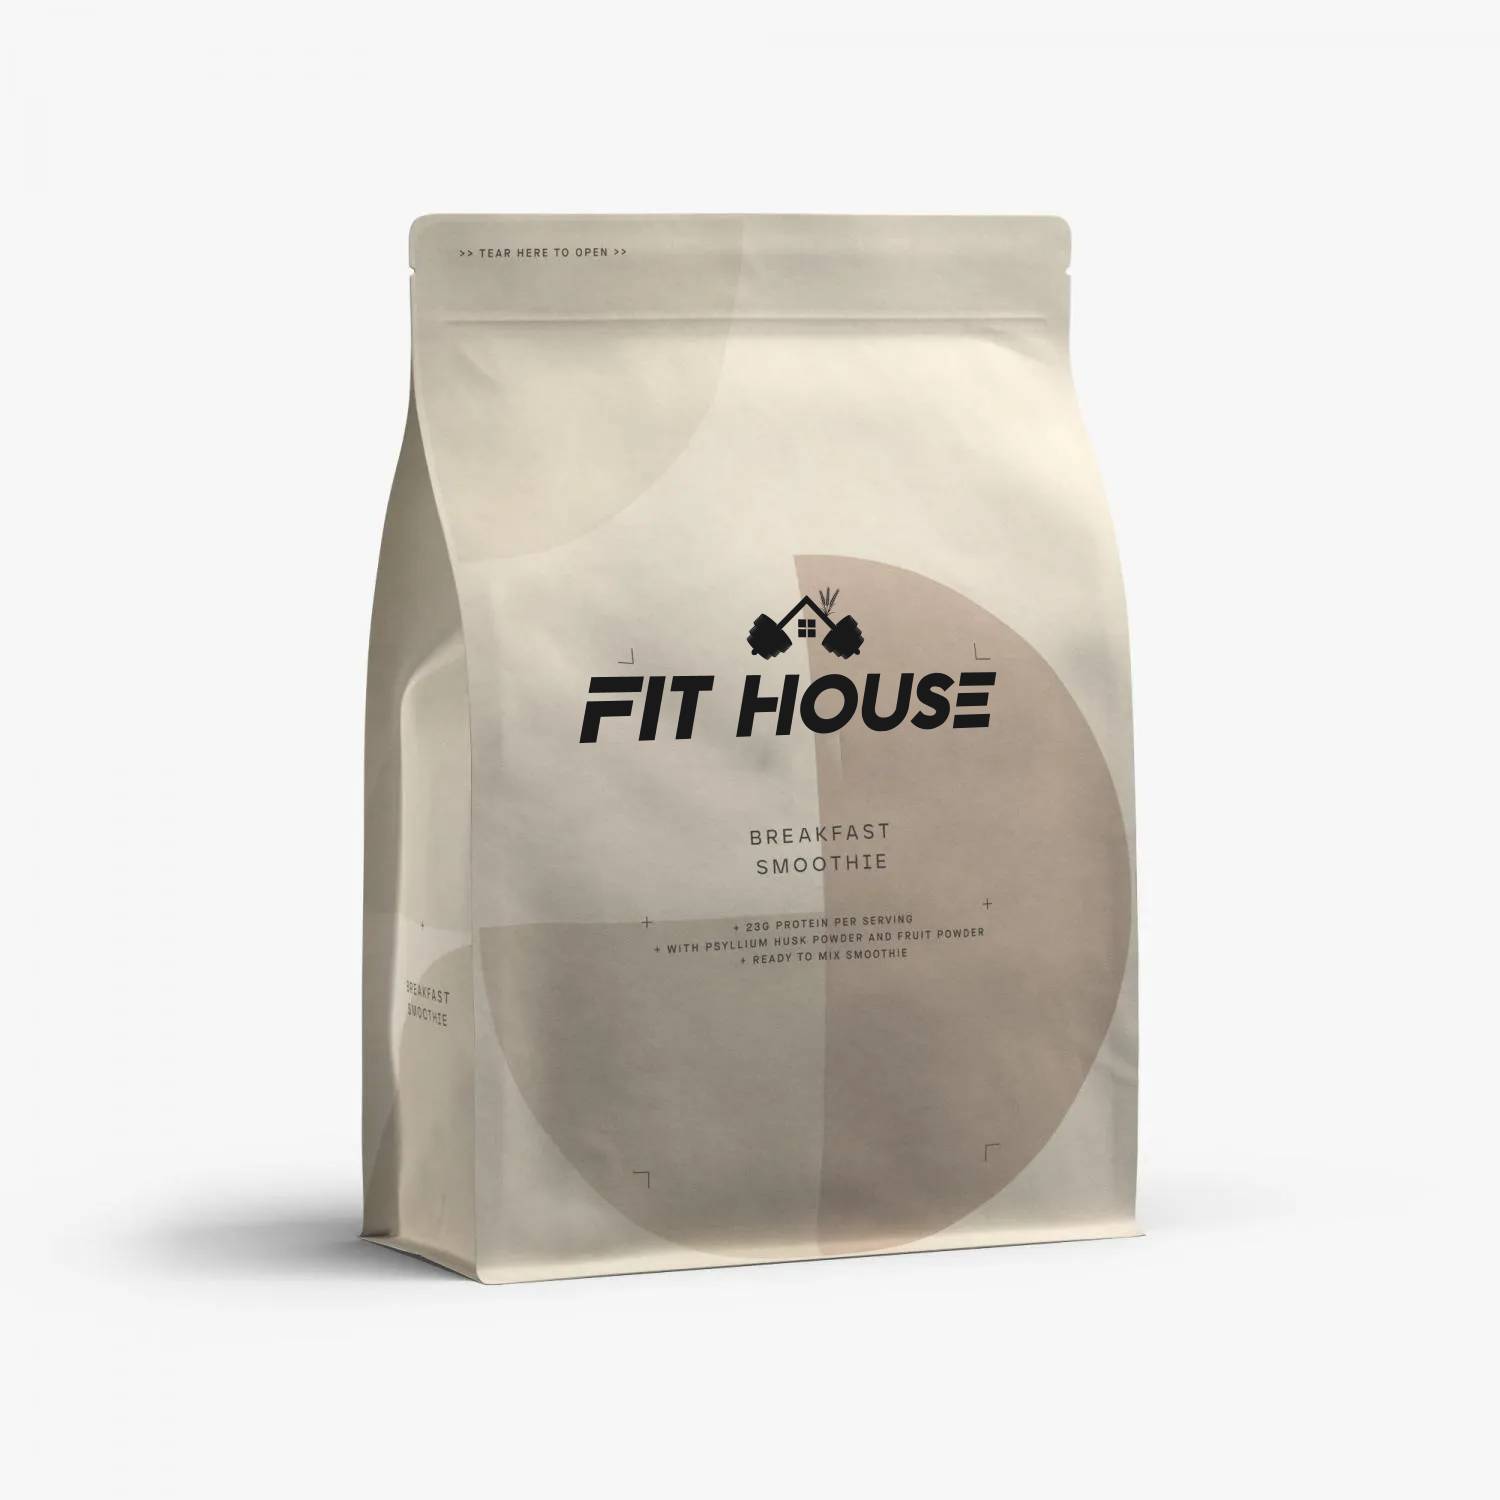 >> TEAR HERE TO OPEN >>
FIT HOUSE
BREAKFAST
SMOOTHIE
+ 23G PROTEIN PER SERVING
+ WITH PSYLLIUM HUSK POWDER AND FRUIT POWDER
+ READY TO MIX SMOOTHIE
BREAKFAST
SMOOTHIE